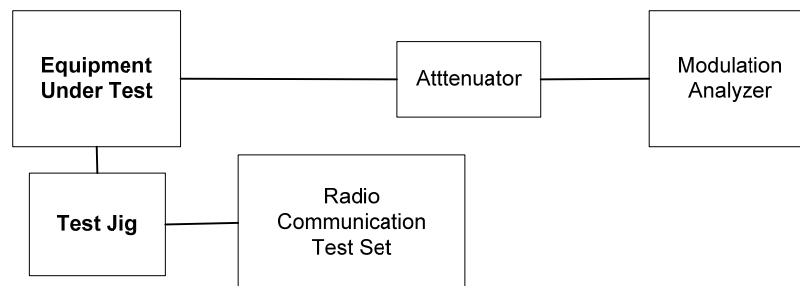 Equipment
Under Test
Atttenuator
Modulation
Analyzer
Test Jig
Radio
Communication
Test Set